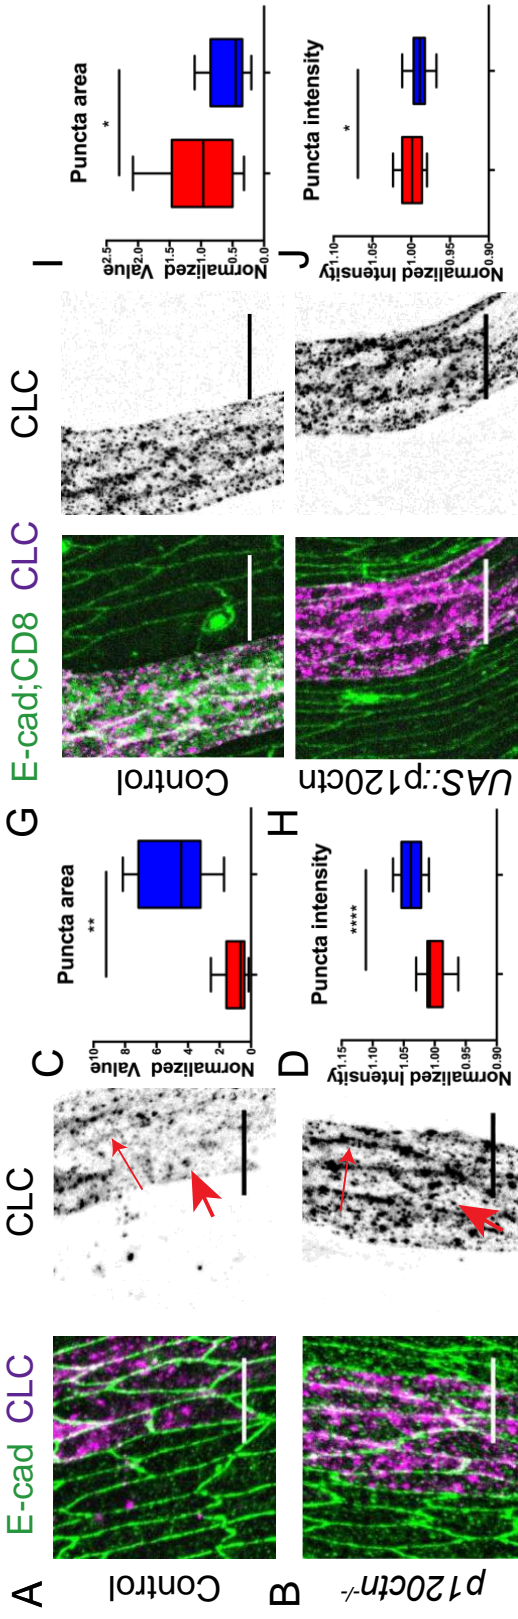 A
E-cad CLC
CLC
Control
B
p120ctn-/-
C
Puncta area
**
Normalized Value
10
8
6
4
2
0
D
Puncta intensity
****
Normalized Intensity
1.15
1.10
1.05
1.00
0.95
0.90
G
E-cad;CD8 CLC
CLC
Control
H
UAS::p120ctn
I
Puncta area
*
Normalized Value
2.5
2.0
1.5
1.0
0.5
0.0
J
Puncta intensity
*
Normalized Intensity
1.10
1.05
1.00
0.95
0.90